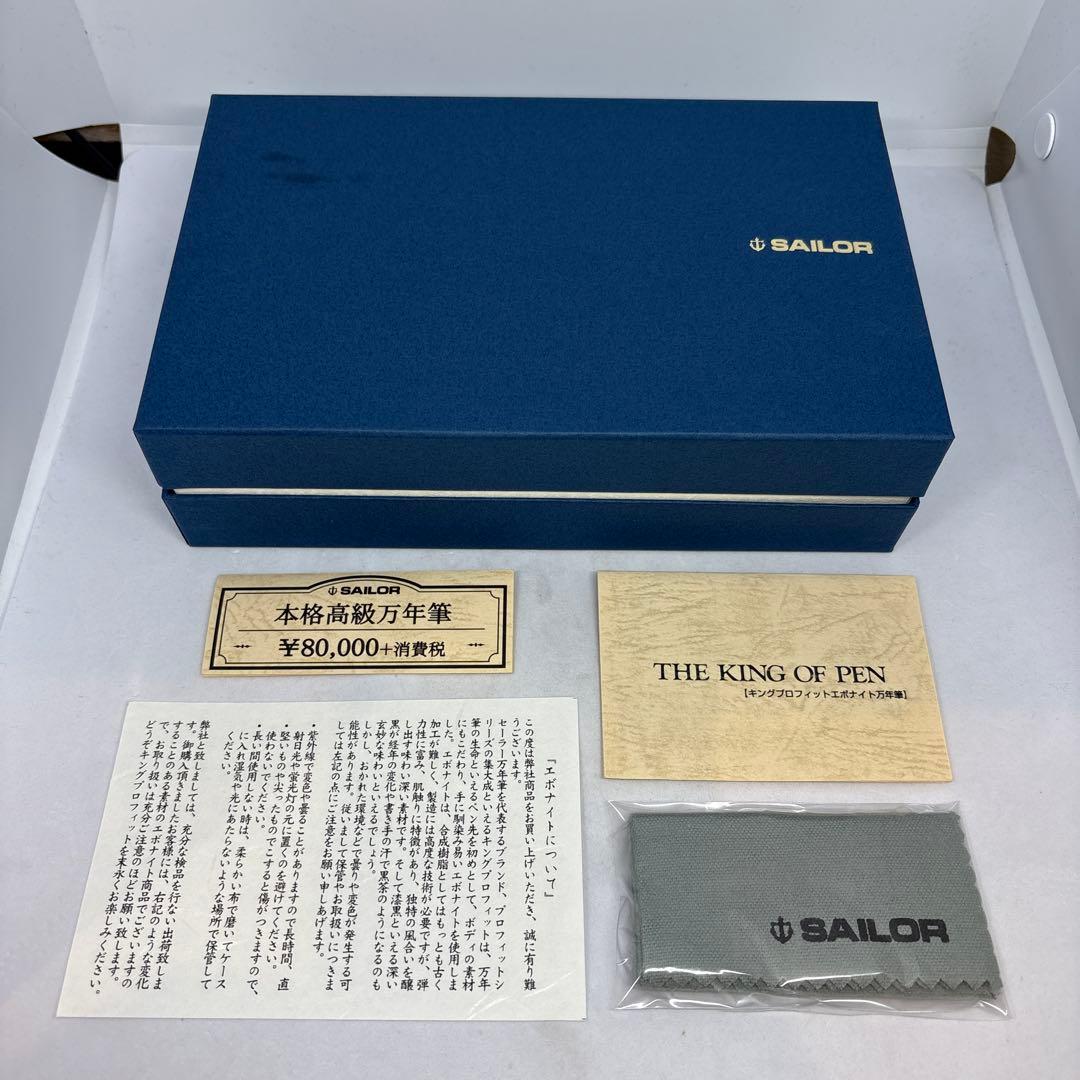 SAILOR
SAILOR
本格高級万年筆
¥80,000+消費税
THE KING OF PEN
【キングプロフィットエボナイト万年筆】
『エボナイトについて』
この度は弊社商品をお買い上げいただき、誠に有り難
うございます。
セーラー万年筆を代表するブランド、プロフィットシ
リーズの集大成といえるキングプロフィットは、万年
筆の生命といえるペン先を初めとして、ボディの素材
にもこだわり、手に馴染み易いエボナイトを使用しま
した。エボナイトは、合成樹脂としてはもっとも古く
加工が難しく、製造には高度な技術が必要ですが、弾
力性に富み、肌触りに特徴があり、独特の風合いを醸
し出す味わい深い素材です。そして漆黒といえる深い
黒が経年の変化や書き手の汗で黒茶のようになるのも
玄妙な味わいといえるでしょう。
しかし、おかれた環境などで曇りや変色が発生する可
能性があります。従いまして保管やお取扱いにつきま
しては左記の点にご注意をお願い申しあげます。
・紫外線で変色や曇ることがありますので長時間、直
射日光や蛍光灯の元に置くのを避けてください。
・堅いものや尖ったものでこすると傷がつきますので、
使わないでください。
・長い間使用しない時は、柔らかい布で磨いてケース
に入れ湿気や光にあたらないような場所で保管して
ください。
弊社と致しましては、充分な検品を行ない出荷致しま
す。御購入頂きましたお客様には、右記のような変化
することのある素材のエボナイト商品でございますの
で、お取り扱いは充分ご注意のほどお願い致します。
どうぞキングプロフィットを末永くお楽しみください。
SAILOR